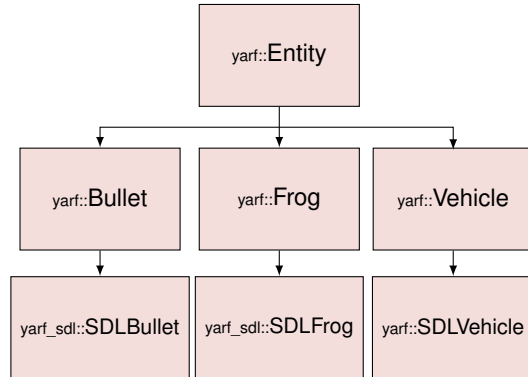 yarf::Entity
yarf::Bullet
yarf::Frog
yarf::Vehicle
yarf_sdl::SDLBullet
yarf_sdl::SDLFrog
yarf::SDLVehicle